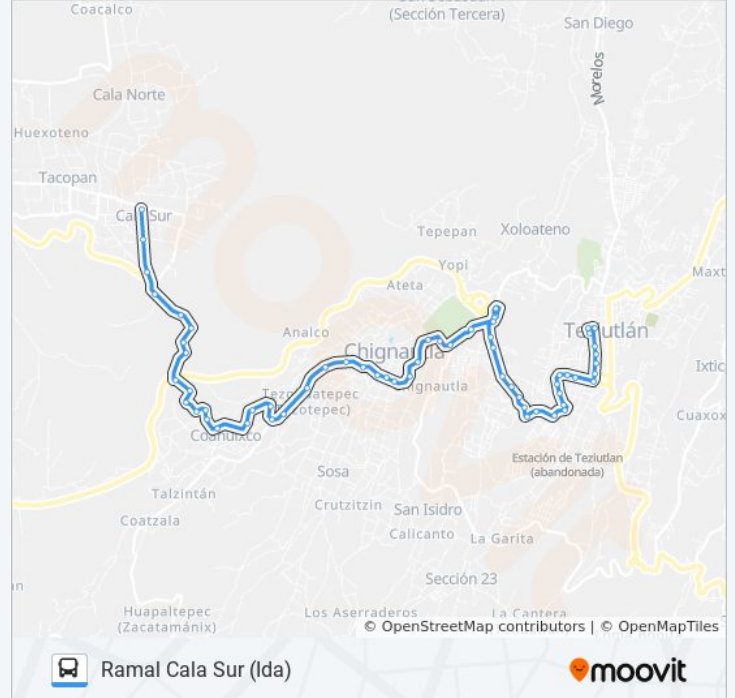 Coacalco
(Sección Tercera)
San Diego
Morelos
Cala Norte
Huexoteno
Tacopan
Cala Sur
Tepepan
Xoloateno
Yopi
Ateta
Maxt
Analco
Chignautla
Teziutlán
Ixtic
ignautla
Cuaxox
Coahuixco
Estación de Teziutlan
(abandonada)
Sosa
Talzintán
Crutzitzin
San Isidro
Coatzala
Calicanto
La Garita
Sección 23
an
Huapaltepec
(Zacatamánix)
Los Aserraderos
La Cantera
© OpenStreetMap contributors | © OpenMapTiles
Ramal Cala Sur (Ida)
moovit